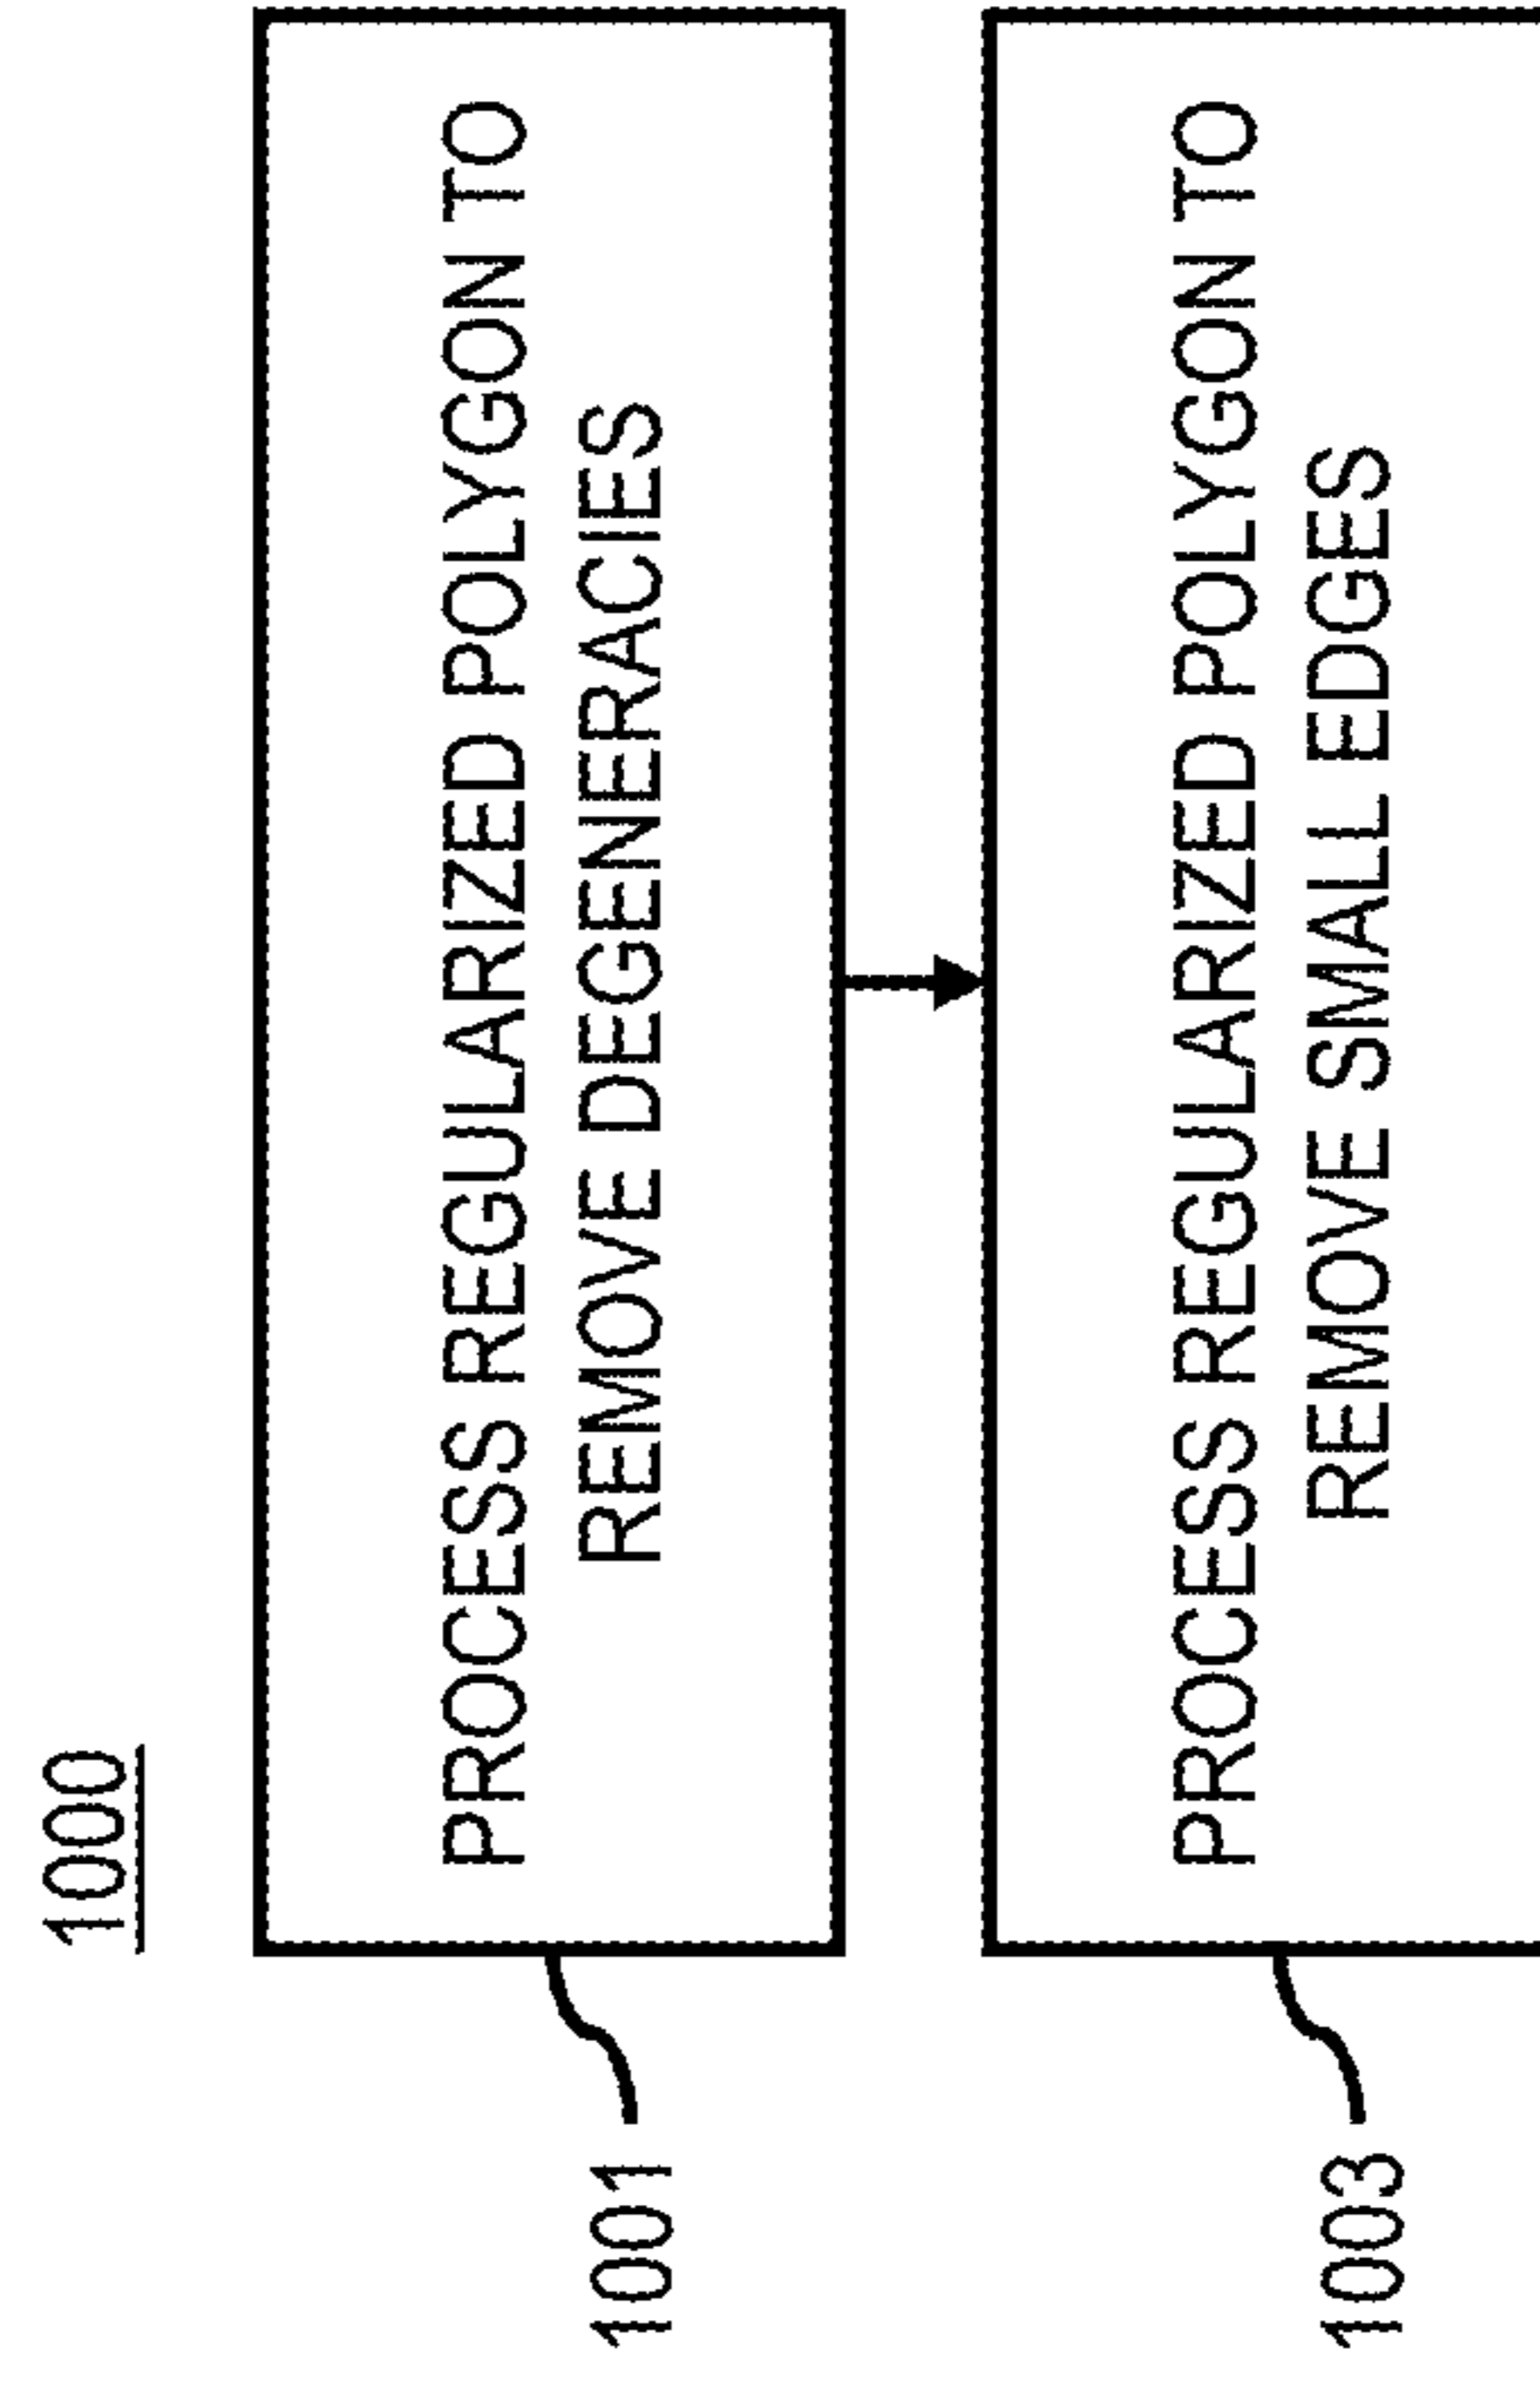 1000
PROCESS REGULARIZED POLYGON TO
REMOVE DEGENERACIES
1001
PROCESS REGULARIZED POLYGON TO
REMOVE SMALL EDGES
1003